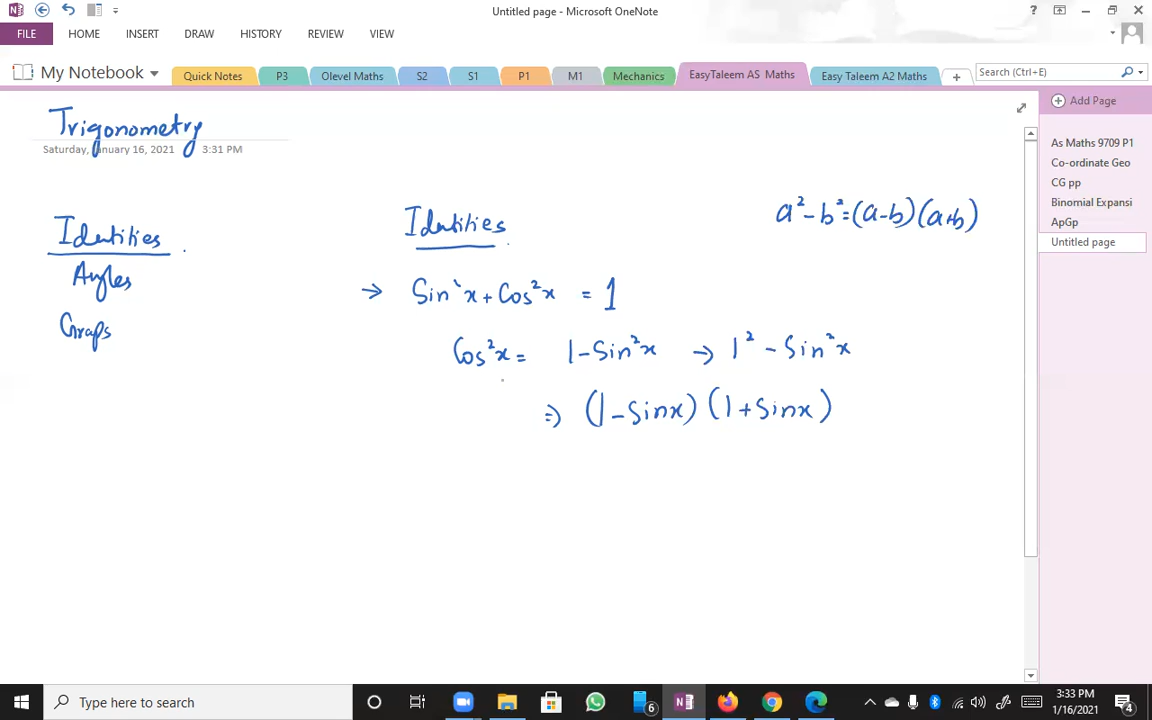 Untitled page - Microsoft OneNote
?
FILE HOME INSERT DRAW HISTORY REVIEW VIEW
My Notebook Quick Notes P3 Olevel Maths S2 S1 P1 M1 Mechanics EasyTaleem AS Maths Easy Taleem A2 Maths + Search (Ctrl+E)
Add Page
Trigonometry
Saturday, January 16, 2021 3:31 PM
As Maths 9709 P1
Co-ordinate Geo
CG pp
Binomial Expansi
ApGp
Untitled page
Identities
Angles
Graps
Identities
a²-b²=(a-b)(a+b)
→ Sin²x+Cos²x = 1
Cos²x = 1-Sin²x → 1²-Sin²x
⇒ (1-Sinx)(1+Sinx)
Type here to search
6
3:33 PM
1/16/2021
4